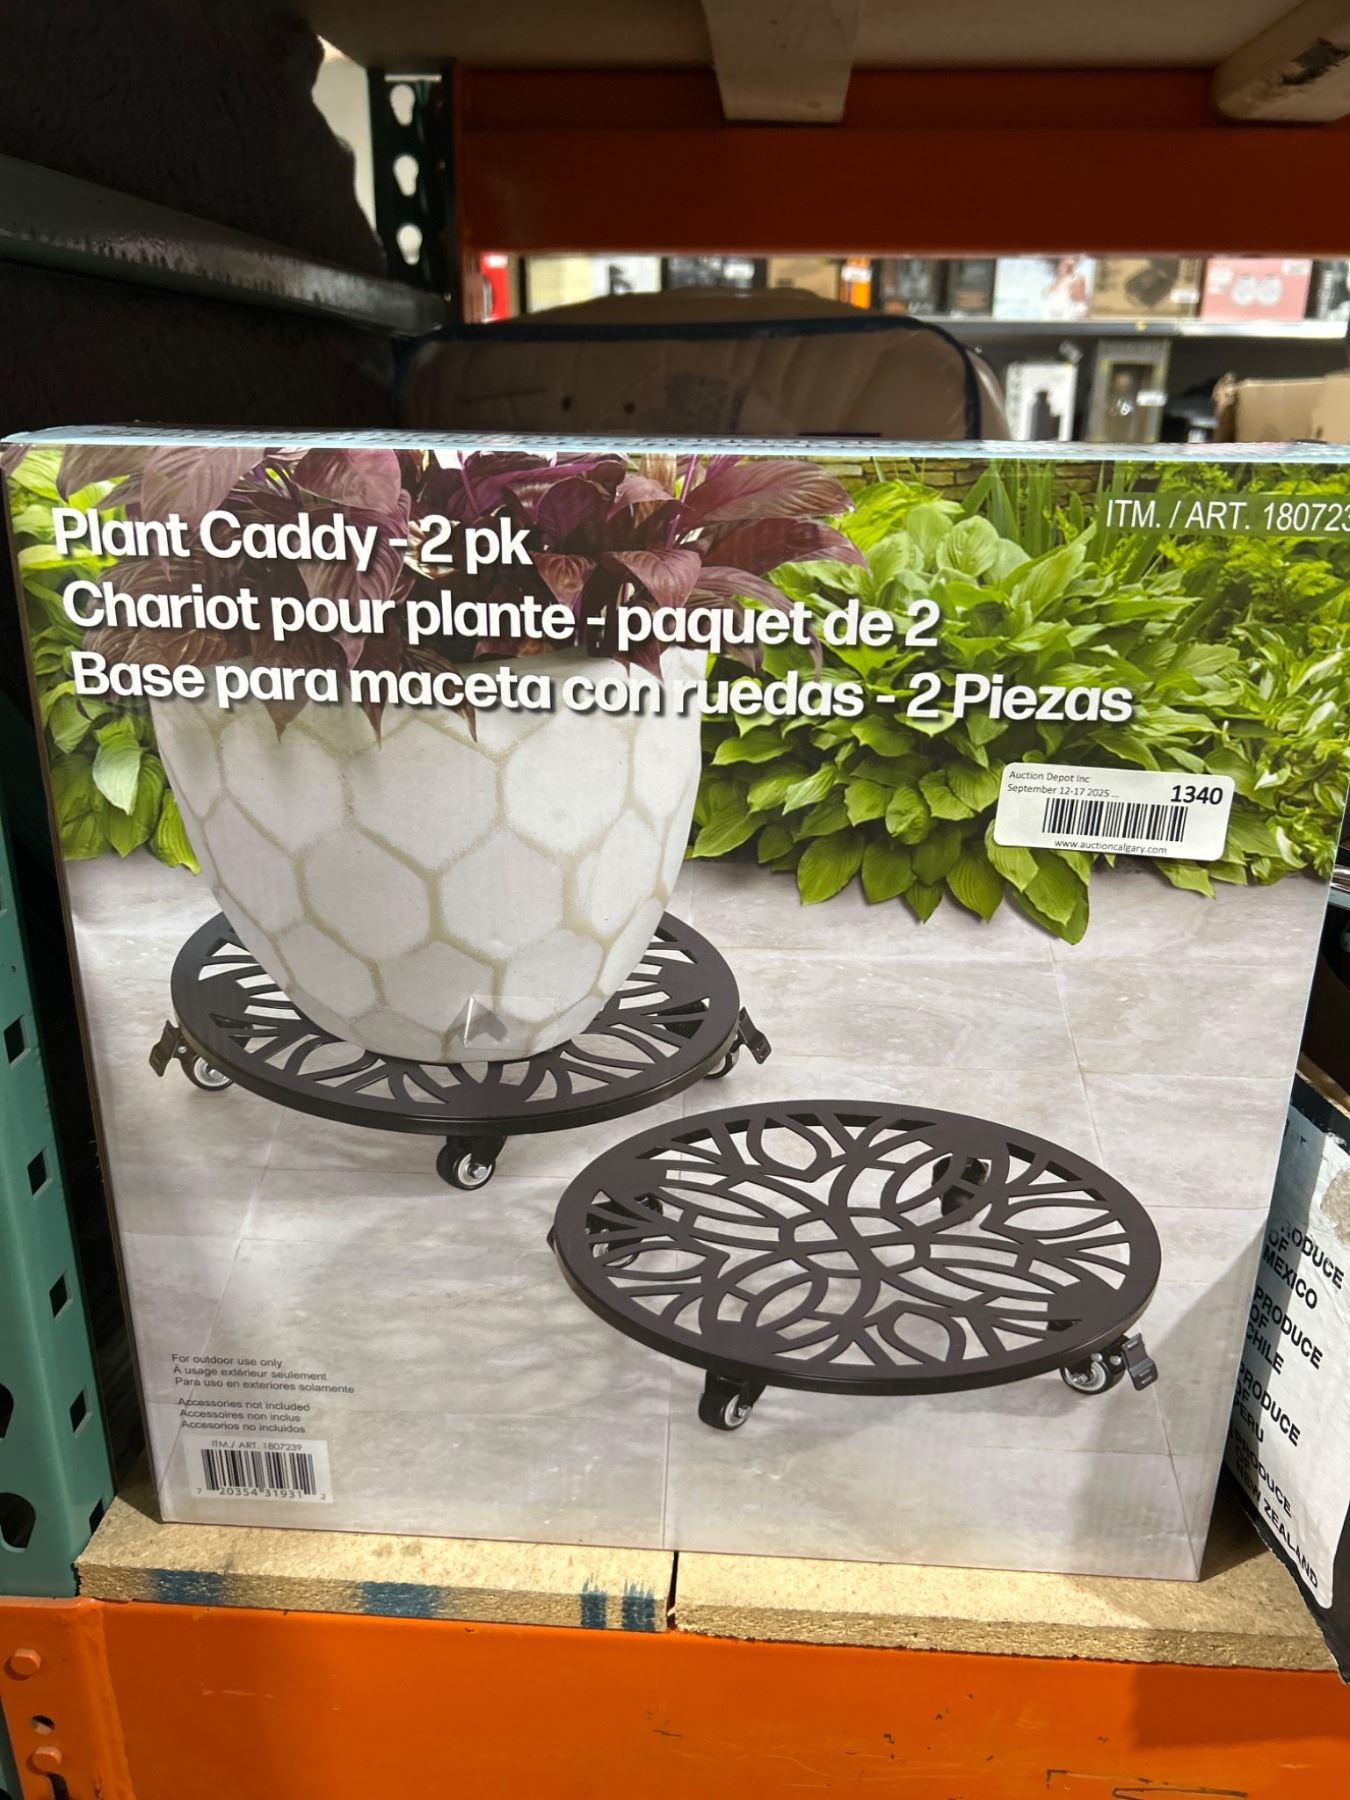 ITM. / ART. 180723
Plant Caddy - 2 pk
Chariot pour plante - paquet de 2
Base para maceta con ruedas - 2 Piezas
Auction Depot Inc
September 12-17 2025 ...
1340
www.auctioncalgary.com
For outdoor use only
À usage extérieur seulement
Para uso en exteriores solamente
Accessories not included
Accessoires non inclus
Accesorios no incluidos
ITM./ ART. 1807239
7 20354 31931 2
PRODUCE
OF
MEXICO
PRODUCE
OF
CHILE
PRODUCE
OF
PERU
PRODUCE
OF
NEW ZEALAND